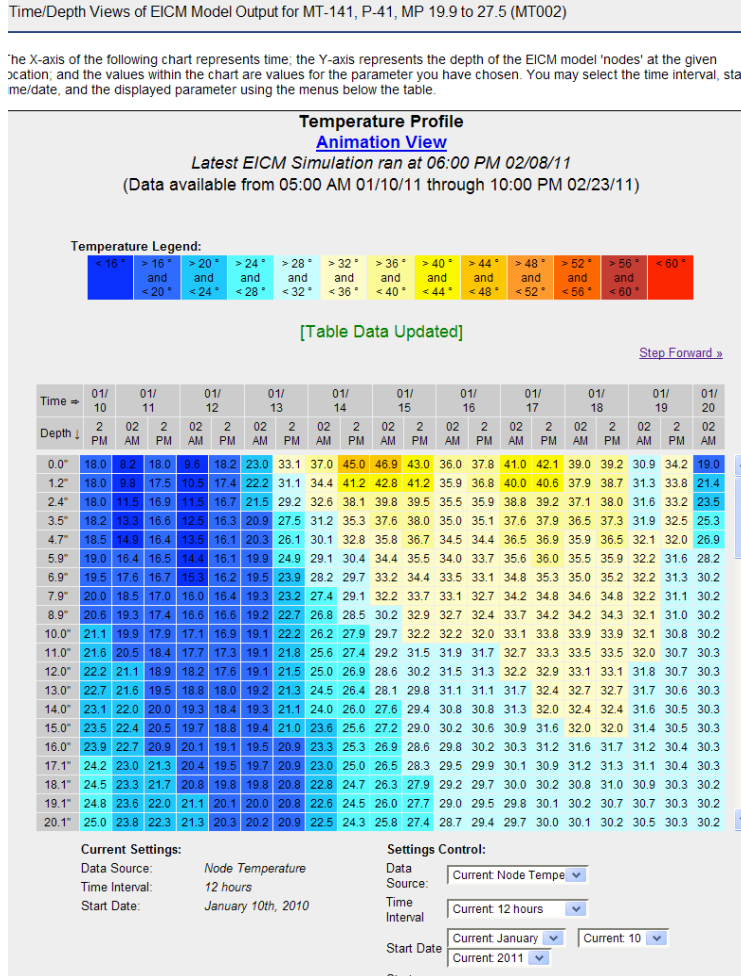 Time/Depth Views of EICM Model Output for MT-141, P-41, MP 19.9 to 27.5 (MT002)
The X-axis of the following chart represents time; the Y-axis represents the depth of the EICM model 'nodes' at the given
ocation; and the values within the chart are values for the parameter you have chosen. You may select the time interval, sta
ime/date, and the displayed parameter using the menus below the table.
Temperature Profile
Animation View
Latest EICM Simulation ran at 06:00 PM 02/08/11
(Data available from 05:00 AM 01/10/11 through 10:00 PM 02/23/11)
Temperature Legend:
< 16 ° > 16 ° > 20 ° > 24 ° > 28 ° > 32 ° > 36 ° > 40 ° > 44 ° > 48 ° > 52 ° > 56 ° < 60 °
and and and and and and and and and and and
< 20 ° < 24 ° < 28 ° < 32 ° < 36 ° < 40 ° < 44 ° < 48 ° < 52 ° < 56 ° < 60 °
[Table Data Updated]
Step Forward »
Time ⇒ 01/ 01/ 01/ 01/ 01/ 01/ 01/ 01/ 01/ 01/ 01/
10 11 12 13 14 15 16 17 18 19 20
Depth ↓ 2 02 2 02 2 02 2 02 2 02 2 02 2 02 2 02 2 02 2 02
PM AM PM AM PM AM PM AM PM AM PM AM PM AM PM AM PM AM PM AM
0.0" 18.0 8.2 18.0 9.6 18.2 23.0 33.1 37.0 45.0 46.9 43.0 36.0 37.8 41.0 42.1 39.0 39.2 30.9 34.2 19.0
1.2" 18.0 9.8 17.5 10.5 17.4 22.2 31.1 34.4 41.2 42.8 41.2 35.9 36.8 40.0 40.6 37.9 38.7 31.3 33.8 21.4
2.4" 18.0 11.5 16.9 11.5 16.7 21.5 29.2 32.6 38.1 39.8 39.5 35.5 35.9 38.8 39.2 37.1 38.0 31.6 33.2 23.5
3.5" 18.2 13.3 16.6 12.5 16.3 20.9 27.5 31.2 35.3 37.6 38.0 35.0 35.1 37.6 37.9 36.5 37.3 31.9 32.5 25.3
4.7" 18.5 14.9 16.4 13.5 16.1 20.3 26.1 30.1 32.8 35.8 36.7 34.5 34.4 36.5 36.9 35.9 36.5 32.1 32.0 26.9
5.9" 19.0 16.4 16.5 14.4 16.1 19.9 24.9 29.1 30.4 34.4 35.5 34.0 33.7 35.6 36.0 35.5 35.9 32.2 31.6 28.2
6.9" 19.5 17.6 16.7 15.3 16.2 19.5 23.9 28.2 29.7 33.2 34.4 33.5 33.1 34.8 35.3 35.0 35.2 32.2 31.3 30.2
7.9" 20.0 18.5 17.0 16.0 16.4 19.3 23.2 27.4 29.1 32.2 33.7 33.1 32.7 34.2 34.8 34.6 34.8 32.2 31.1 30.2
8.9" 20.6 19.3 17.4 16.6 16.6 19.2 22.7 26.8 28.5 30.2 32.9 32.7 32.4 33.7 34.2 34.2 34.3 32.1 31.0 30.2
10.0" 21.1 19.9 17.9 17.1 16.9 19.1 22.2 26.2 27.9 29.7 32.2 32.2 32.0 33.1 33.8 33.9 33.9 32.1 30.8 30.2
11.0" 21.6 20.5 18.4 17.7 17.3 19.1 21.8 25.6 27.4 29.2 31.5 31.9 31.7 32.7 33.3 33.5 33.5 32.0 30.7 30.3
12.0" 22.2 21.1 18.9 18.2 17.6 19.1 21.5 25.0 26.9 28.6 30.2 31.5 31.3 32.2 32.9 33.1 33.1 31.8 30.7 30.3
13.0" 22.7 21.6 19.5 18.8 18.0 19.2 21.3 24.5 26.4 28.1 29.8 31.1 31.1 31.7 32.4 32.7 32.7 31.7 30.6 30.3
14.0" 23.1 22.0 20.0 19.3 18.4 19.3 21.1 24.0 26.0 27.6 29.4 30.8 30.8 31.3 32.0 32.4 32.4 31.6 30.5 30.3
15.0" 23.5 22.4 20.5 19.7 18.8 19.4 21.0 23.6 25.6 27.2 29.0 30.2 30.6 30.9 31.6 32.0 32.0 31.4 30.5 30.3
16.0" 23.9 22.7 20.9 20.1 19.1 19.5 20.9 23.3 25.3 26.9 28.6 29.8 30.2 30.3 31.2 31.6 31.7 31.2 30.4 30.3
17.1" 24.2 23.0 21.3 20.4 19.5 19.7 20.9 23.0 25.0 26.5 28.3 29.5 29.9 30.1 30.9 31.2 31.3 31.1 30.4 30.3
18.1" 24.5 23.3 21.7 20.8 19.8 19.8 20.8 22.8 24.7 26.3 27.9 29.2 29.7 30.0 30.2 30.8 31.0 30.9 30.3 30.2
19.1" 24.8 23.6 22.0 21.1 20.1 20.0 20.8 22.6 24.5 26.0 27.7 29.0 29.5 29.8 30.1 30.2 30.7 30.7 30.3 30.2
20.1" 25.0 23.8 22.3 21.3 20.3 20.2 20.9 22.5 24.3 25.8 27.4 28.7 29.4 29.7 30.0 30.1 30.2 30.5 30.3 30.2
Current Settings:
Data Source: Node Temperature
Time Interval: 12 hours
Start Date: January 10th, 2010
Settings Control:
Data Source: Current: Node Tempe
Time Interval Current: 12 hours
Start Date Current: January Current: 10
Current: 2011